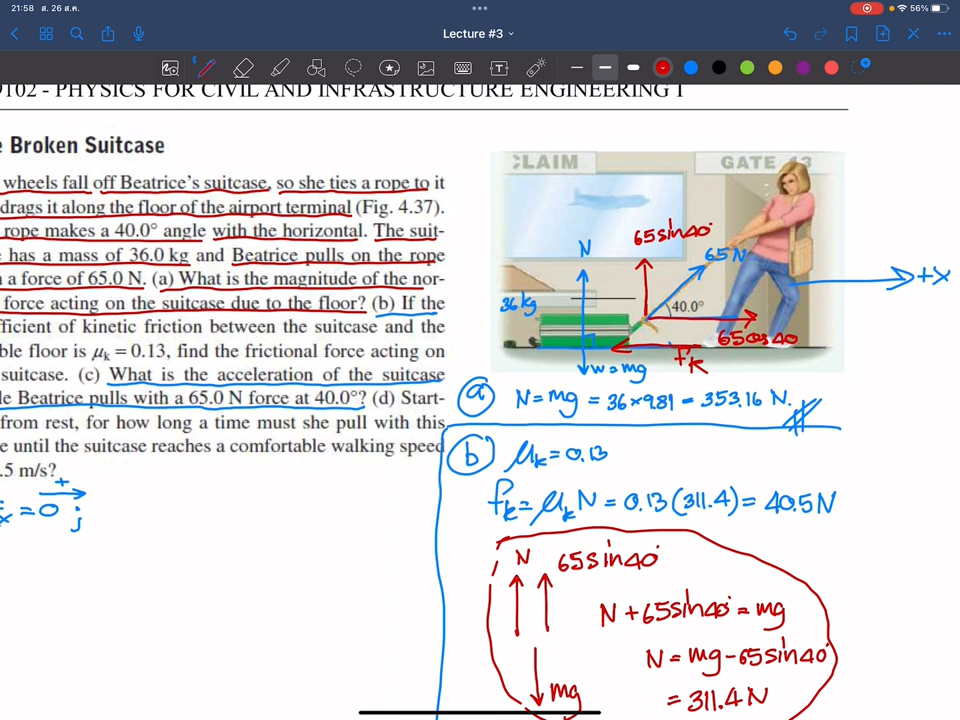 21:58 ส. 26 ส.ค.
56%
Lecture #3
102 - PHYSICS FOR CIVIL AND INFRASTRUCTURE ENGINEERING I
Broken Suitcase
wheels fall off Beatrice's suitcase, so she ties a rope to it
drags it along the floor of the airport terminal (Fig. 4.37).
rope makes a 40.0° angle with the horizontal. The suit-
has a mass of 36.0 kg and Beatrice pulls on the rope
a force of 65.0 N. (a) What is the magnitude of the nor-
force acting on the suitcase due to the floor? (b) If the
fficient of kinetic friction between the suitcase and the
ble floor is μk = 0.13, find the frictional force acting on
suitcase. (c) What is the acceleration of the suitcase
le Beatrice pulls with a 65.0 N force at 40.0°? (d) Start-
from rest, for how long a time must she pull with this
e until the suitcase reaches a comfortable walking speed
.5 m/s?
x = 0 j +
CLAIM
GATE 13
65sin40°
N
65N
+x
36kg
40.0°
65cos40
fk
w=mg
a N=mg = 36×9.81 = 353.16 N.
b μk=0.13
fk = μkN = 0.13(311.4) = 40.5N
N 65sin40°
N+65sin40°=mg
N=mg-65sin40°
mg
=311.4N